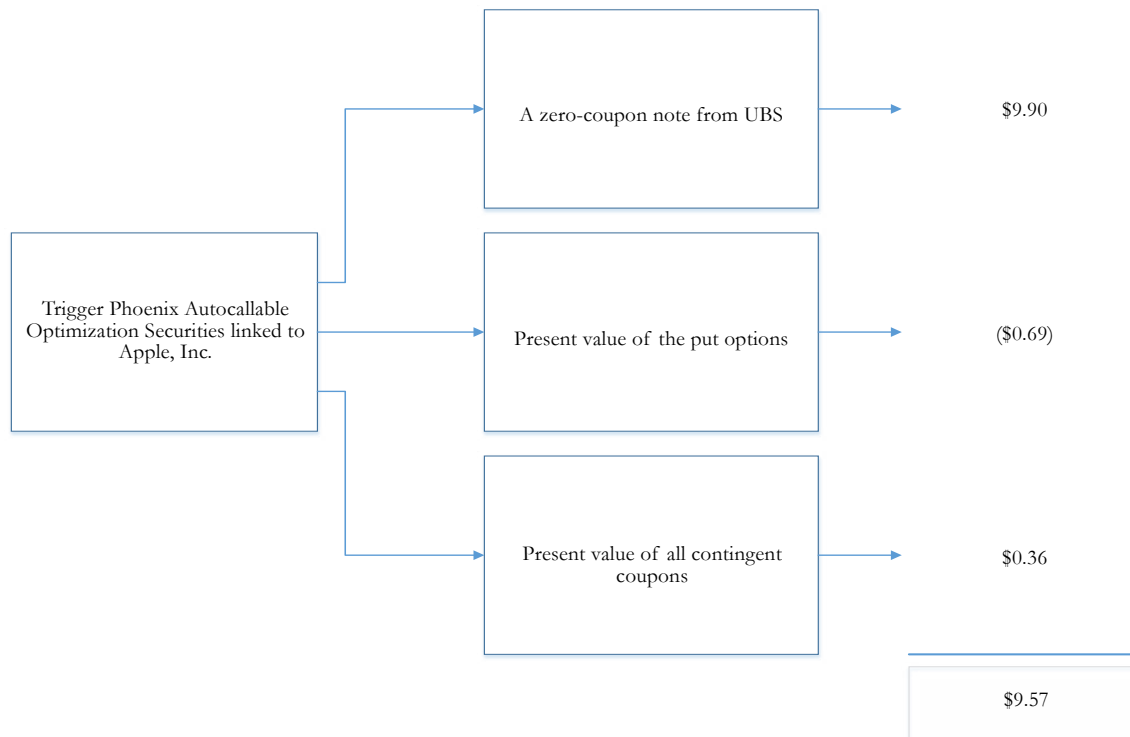 A zero-coupon note from UBS
$9.90
Trigger Phoenix Autocallable
Optimization Securities linked to
Apple, Inc.
Present value of the put options
($0.69)
Present value of all contingent
coupons
$0.36
$9.57